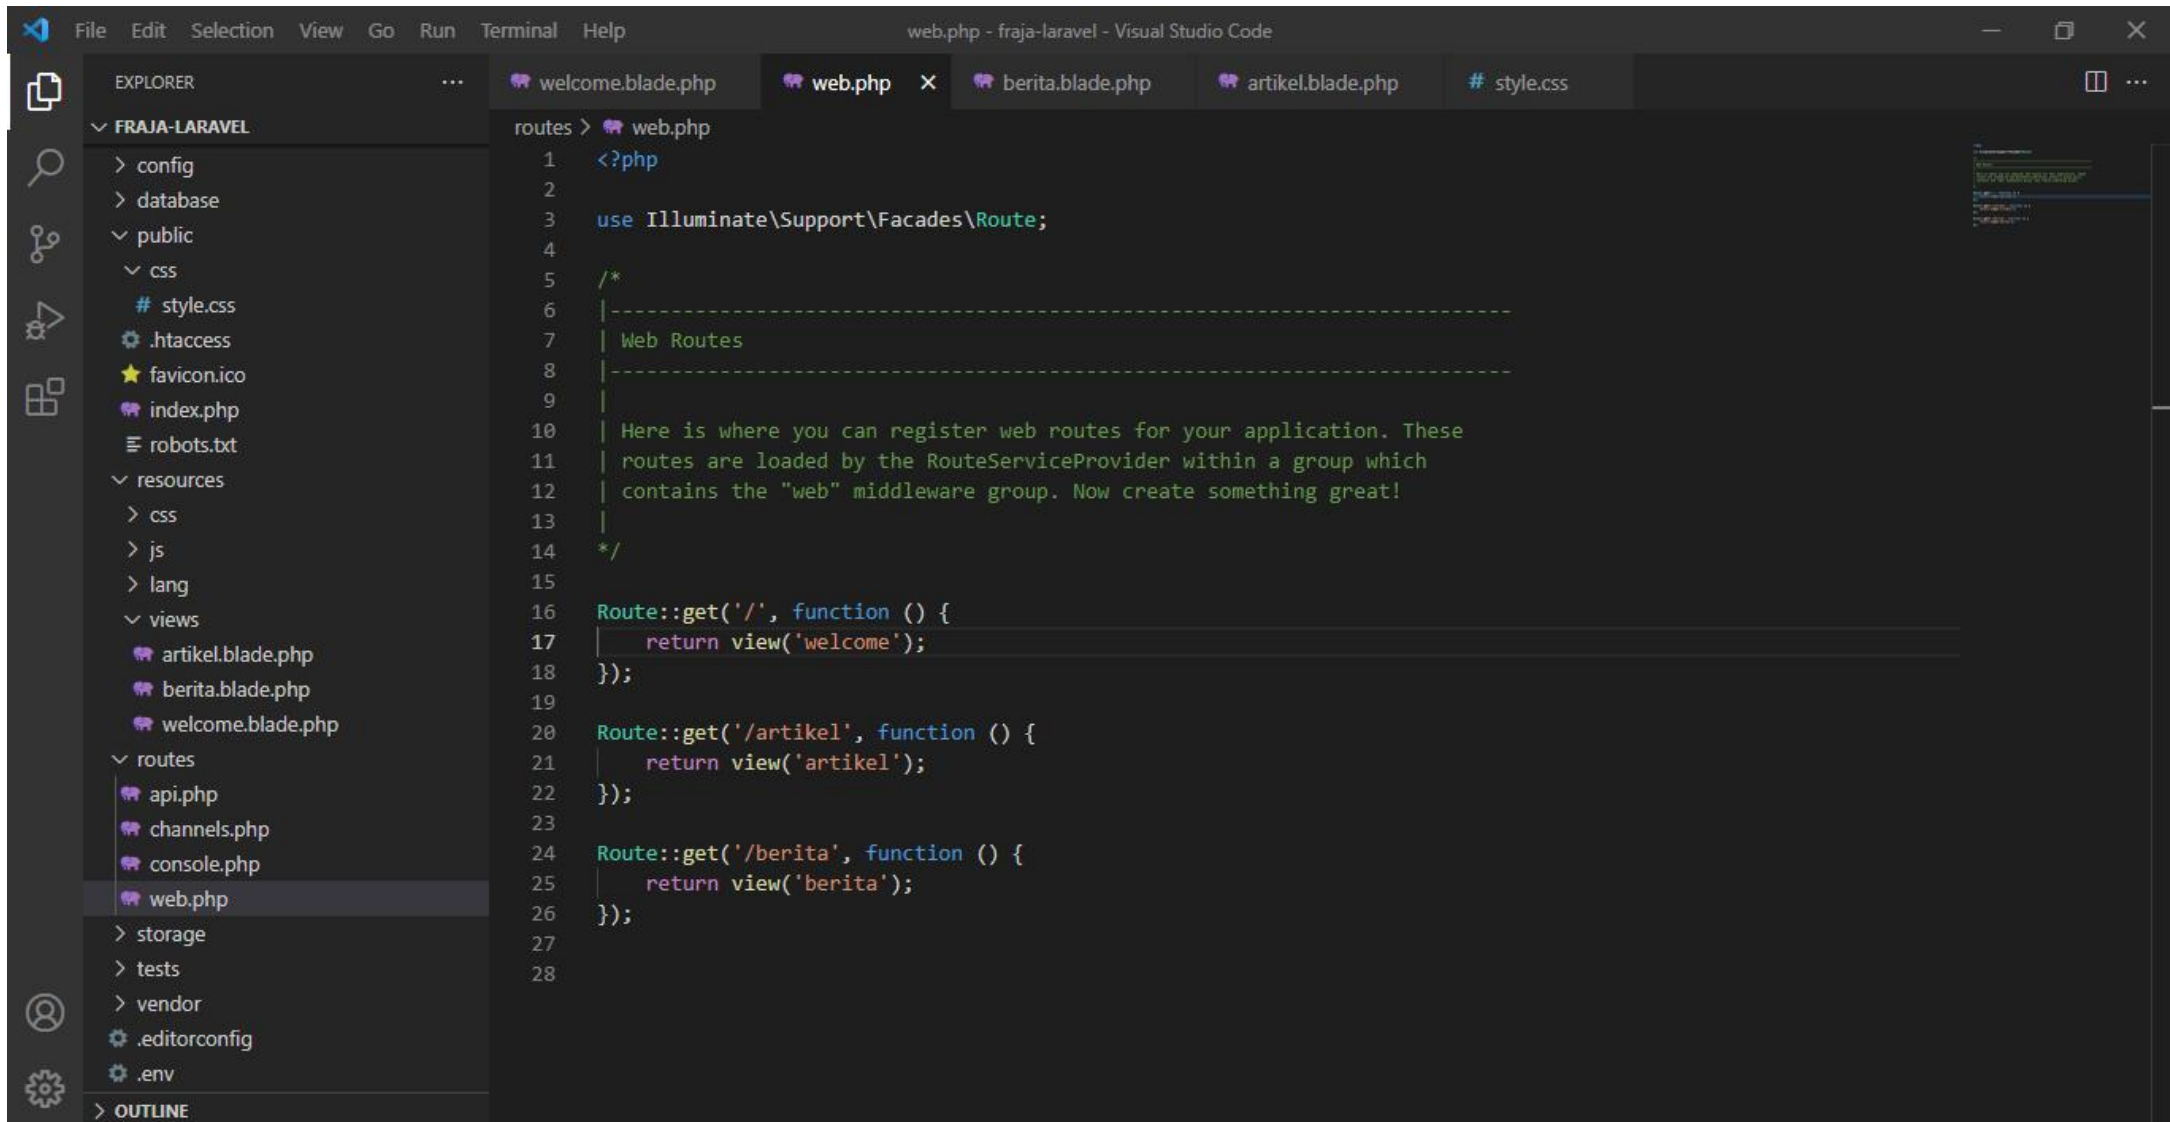 File Edit Selection View Go Run Terminal Help
web.php - fraja-laravel - Visual Studio Code
EXPLORER
FRAJA-LARAVEL
config
database
public
css
# style.css
.htaccess
favicon.ico
index.php
robots.txt
resources
css
js
lang
views
artikel.blade.php
berita.blade.php
welcome.blade.php
routes
api.php
channels.php
console.php
web.php
storage
tests
vendor
.editorconfig
.env
OUTLINE
welcome.blade.php web.php berita.blade.php artikel.blade.php # style.css
routes > web.php
1 <?php
2
3 use Illuminate\Support\Facades\Route;
4
5 /*
6 |--------------------------------------------------------------------------
7 | Web Routes
8 |--------------------------------------------------------------------------
9 |
10 | Here is where you can register web routes for your application. These
11 | routes are loaded by the RouteServiceProvider within a group which
12 | contains the "web" middleware group. Now create something great!
13 |
14 */
15
16 Route::get('/', function () {
17     return view('welcome');
18 });
19
20 Route::get('/artikel', function () {
21     return view('artikel');
22 });
23
24 Route::get('/berita', function () {
25     return view('berita');
26 });
27
28